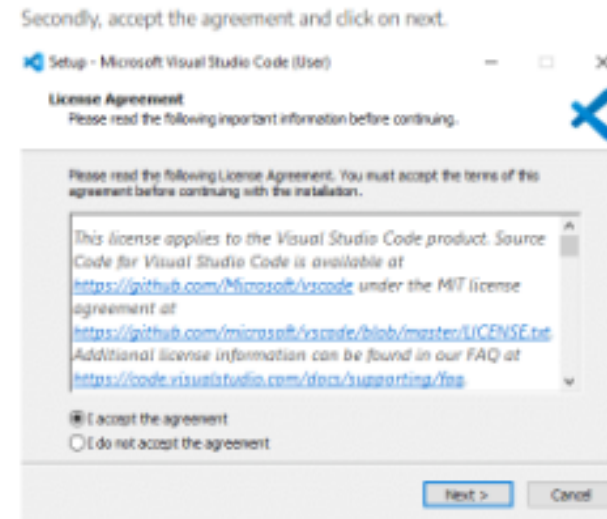 Secondly, accept the agreement and click on next.
Setup - Microsoft Visual Studio Code (User)
License Agreement
Please read the following important information before continuing.
Please read the following License Agreement. You must accept the terms of this
agreement before continuing with the installation.
This license applies to the Visual Studio Code product. Source
Code for Visual Studio Code is available at
https://github.com/Microsoft/vscode under the MIT license
agreement at
https://github.com/microsoft/vscode/blob/master/LICENSE.txt.
Additional license information can be found in our FAQ at
https://code.visualstudio.com/docs/supporting/faq.
I accept the agreement
I do not accept the agreement
Next >
Cancel